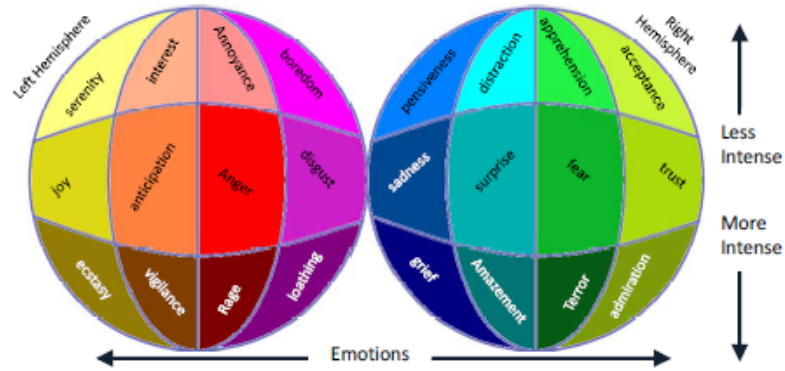 Left Hemisphere
serenity
interest
Annoyance
boredom
pensiveness
distraction
apprehension
acceptance
Right
Hemisphere
joy
anticipation
Anger
disgust
sadness
surprise
fear
trust
Less
Intense
More
Intense
ecstasy
vigilance
Rage
loathing
grief
Amazement
Terror
admiration
Emotions